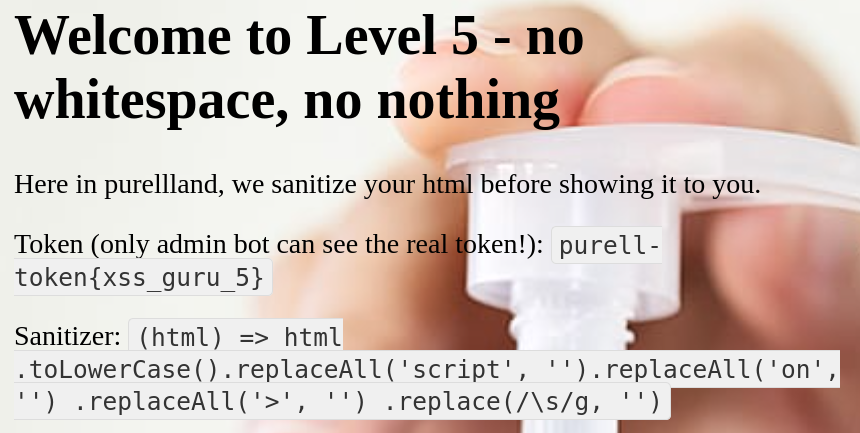 Welcome to Level 5 - no
whitespace, no nothing
Here in purellland, we sanitize your html before showing it to you.
Token (only admin bot can see the real token!): purell-
token{xss_guru_5}
Sanitizer: (html) => html
.toLowerCase().replaceAll('script', '').replaceAll('on',
'') .replaceAll('>', '') .replace(/\s/g, '')